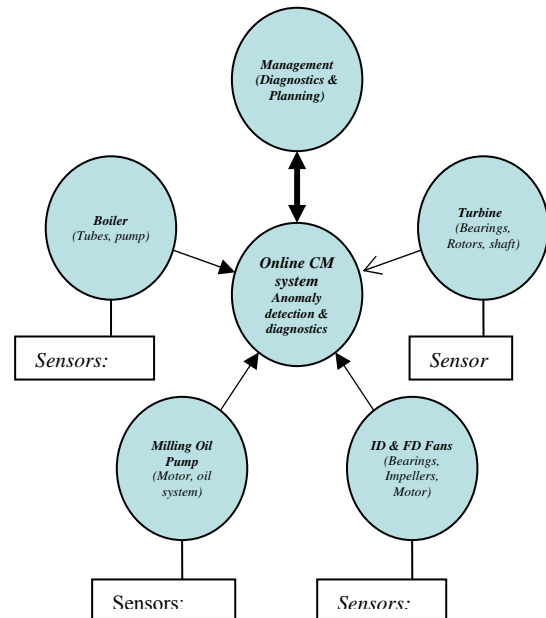 Management
(Diagnostics &
Planning)
Boiler
(Tubes, pump)
Turbine
(Bearings,
Rotors, shaft)
Online CM
system
Anomaly
detection &
diagnostics
Sensors:
Sensor
Milling Oil
Pump
(Motor, oil
system)
ID & FD Fans
(Bearings,
Impellers,
Motor)
Sensors:
Sensors: